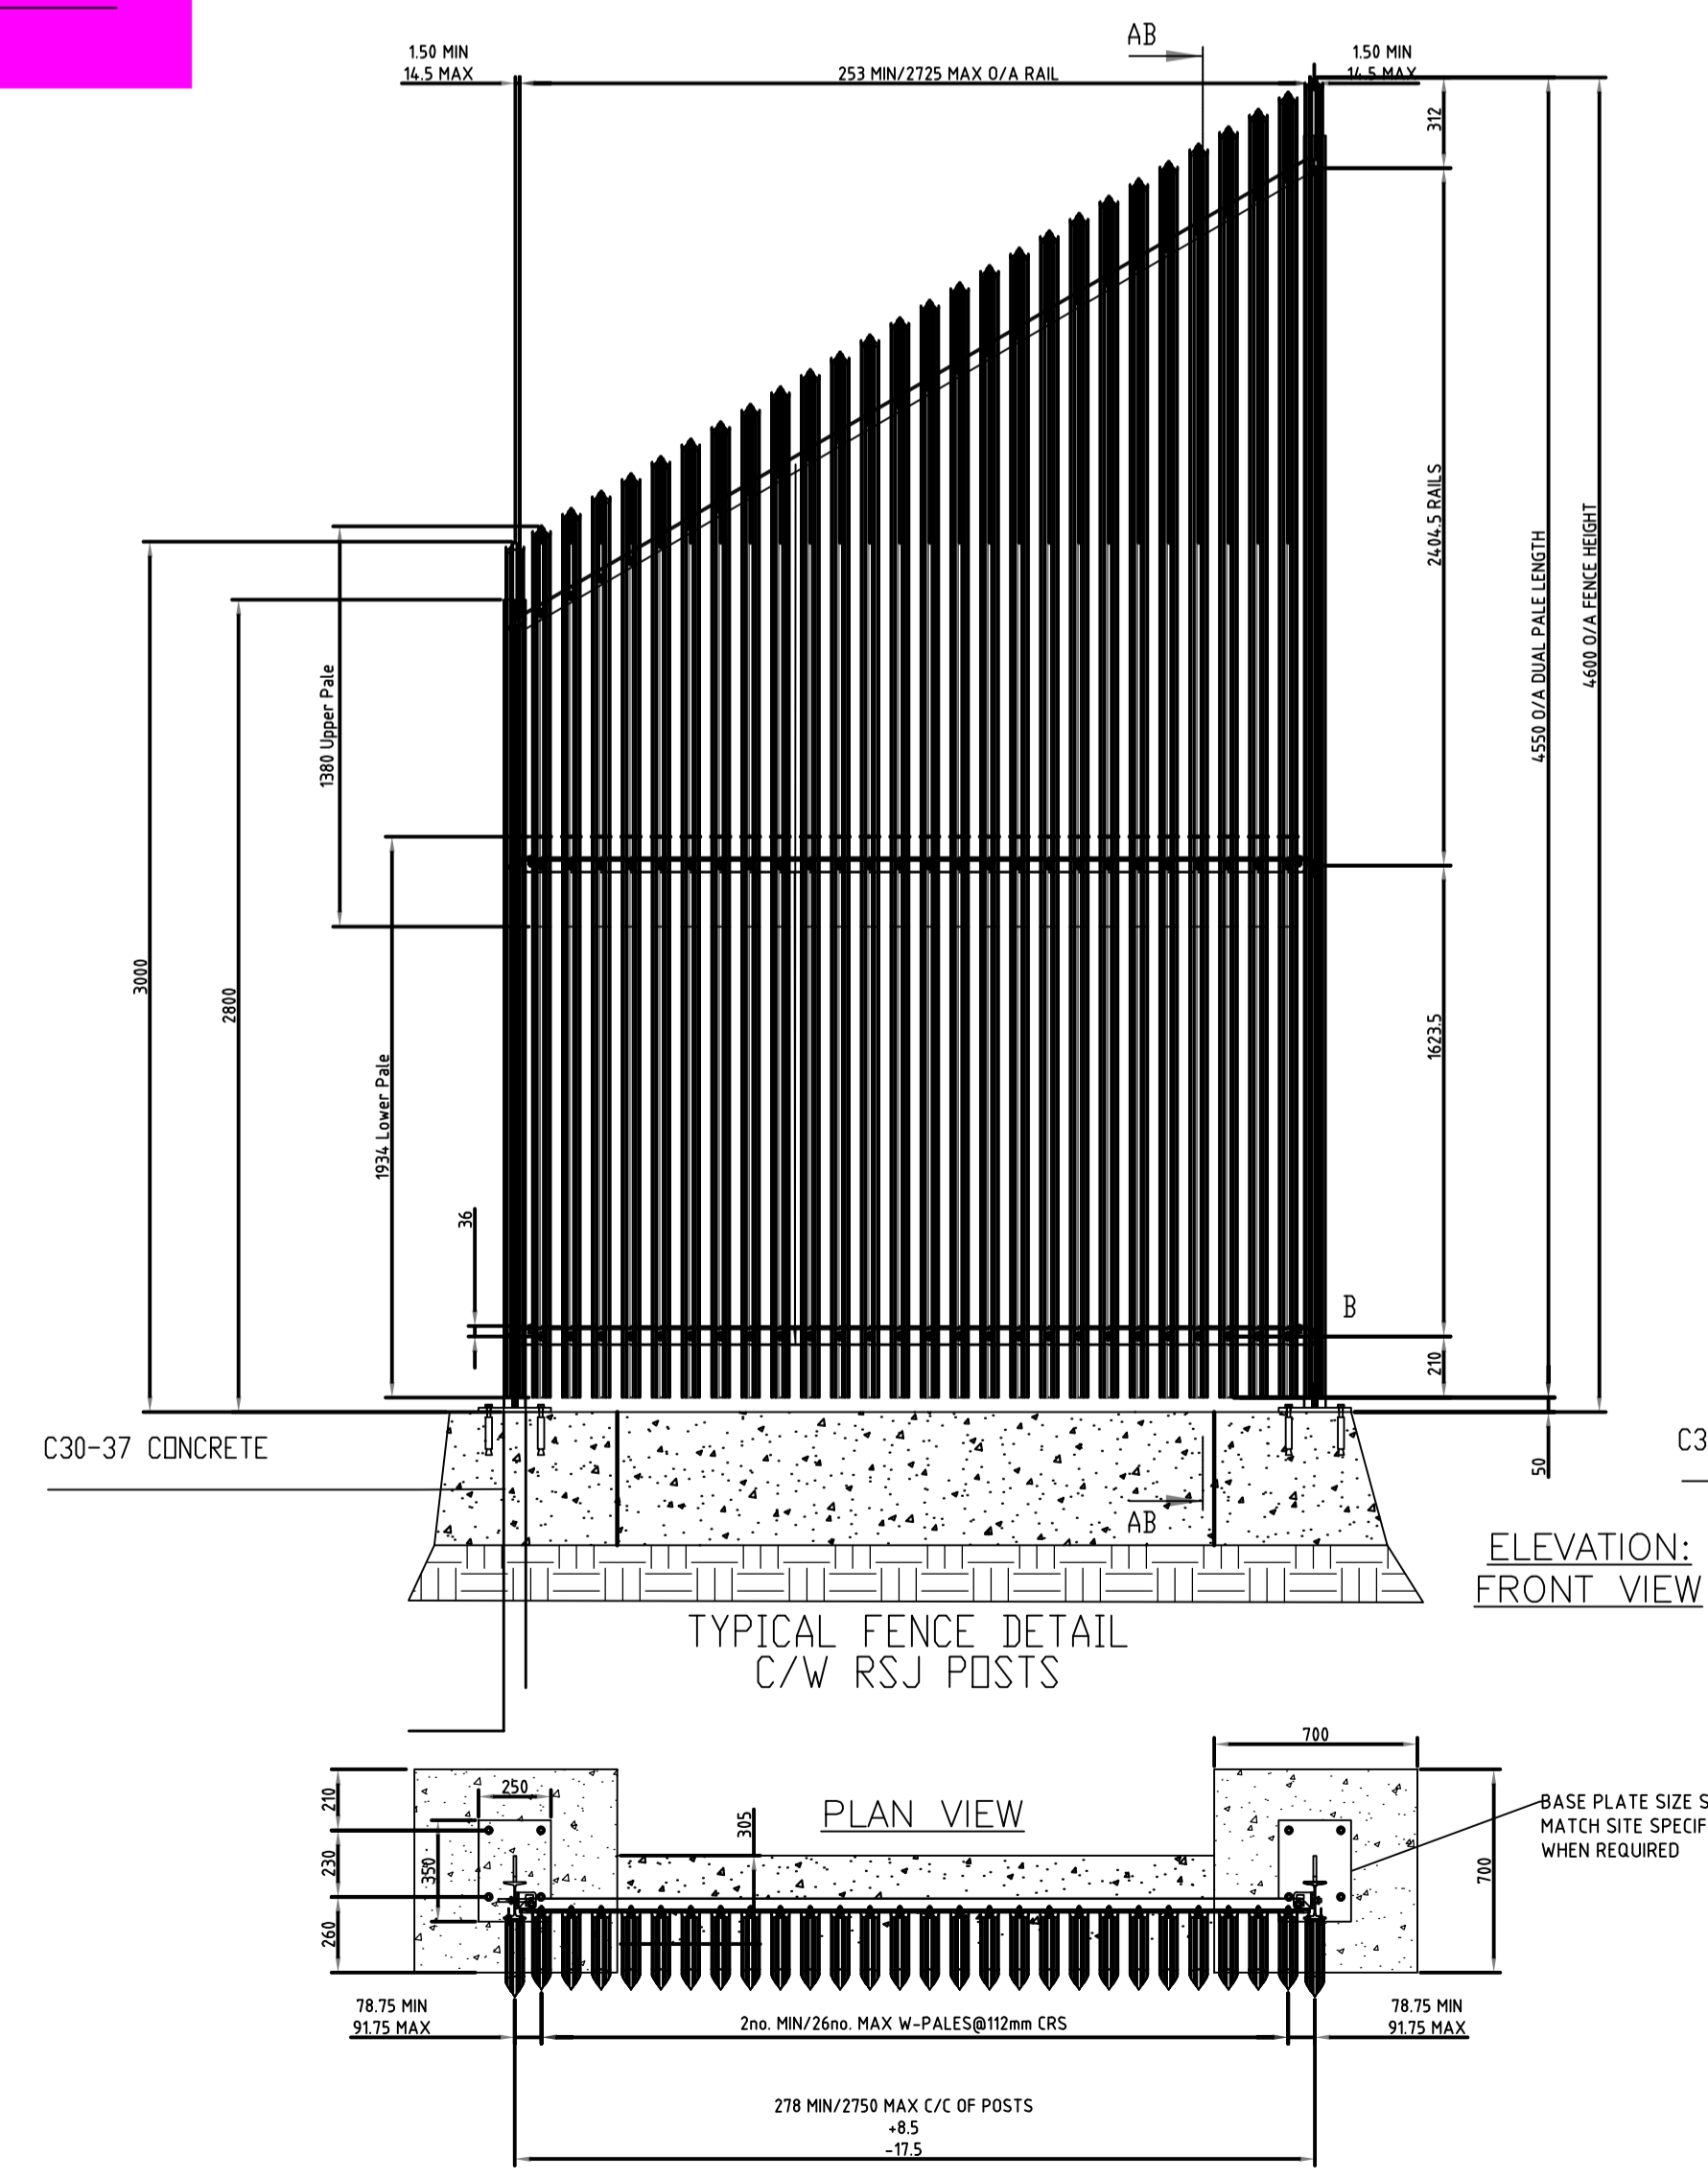 AB
1.50 MIN
14.5 MAX
253 MIN/2725 MAX O/A RAIL
1.50 MIN
14.5 MAX
312
2404.5 RAILS
4550 O/A DUAL PALE LENGTH
4600 O/A FENCE HEIGHT
1380 Upper Pale
3000
2800
1934 Lower Pale
1623.5
36
B
210
C30-37 CONCRETE
C3
50
AB
ELEVATION:
FRONT VIEW
TYPICAL FENCE DETAIL
C/W RSJ POSTS
700
210
250
PLAN VIEW
305
BASE PLATE SIZE S
MATCH SITE SPECIF
WHEN REQUIRED
230
350
700
260
78.75 MIN
91.75 MAX
2no. MIN/26no. MAX W-PALES@112mm CRS
78.75 MIN
91.75 MAX
278 MIN/2750 MAX C/C OF POSTS
+8.5
-17.5